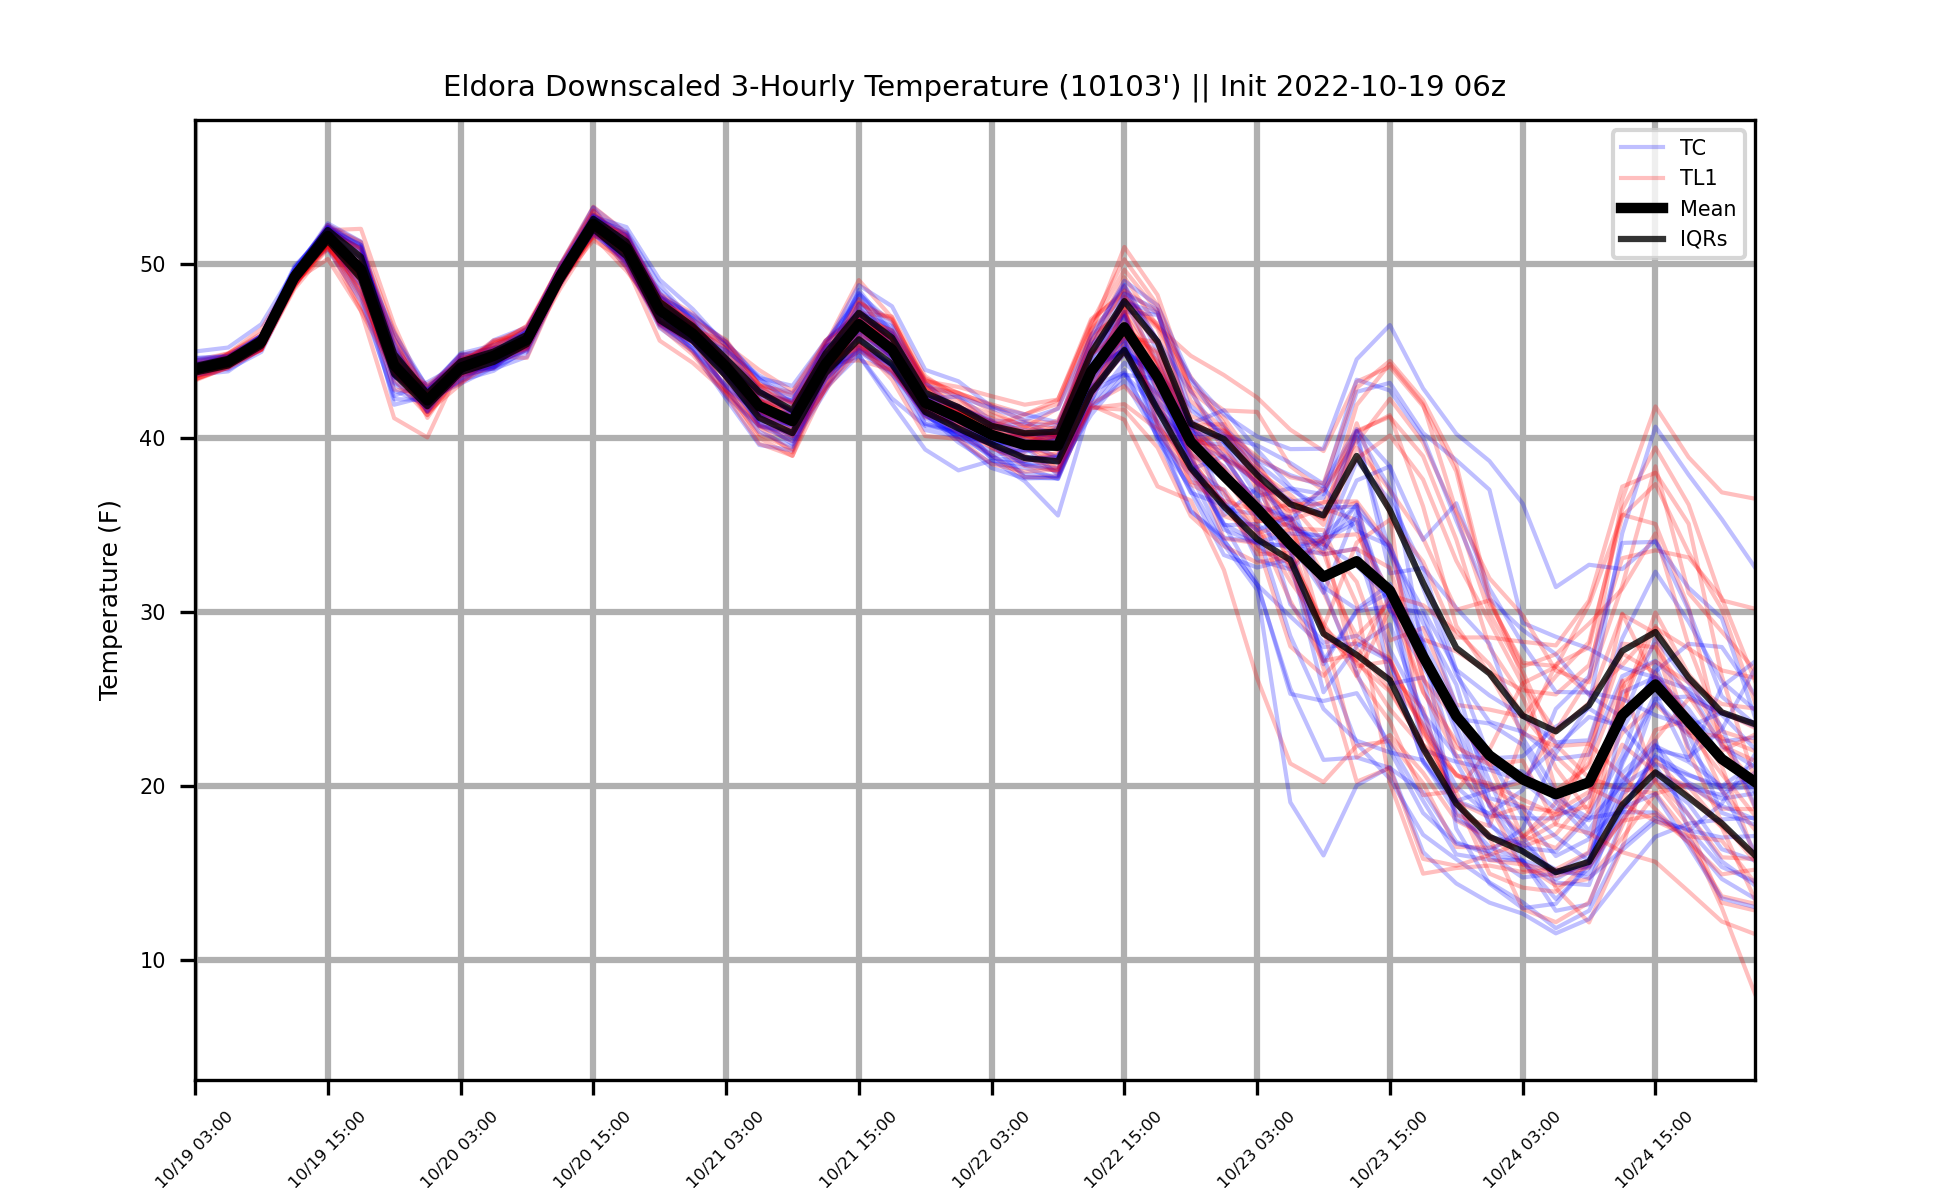 Eldora Downscaled 3-Hourly Temperature (10103') || Init 2022-10-19 06z
TC
TL1
Mean
IQRs
Temperature (F)
50
40
30
20
10
10/19 03:00
10/19 15:00
10/20 03:00
10/20 15:00
10/21 03:00
10/21 15:00
10/22 03:00
10/22 15:00
10/23 03:00
10/23 15:00
10/24 03:00
10/24 15:00